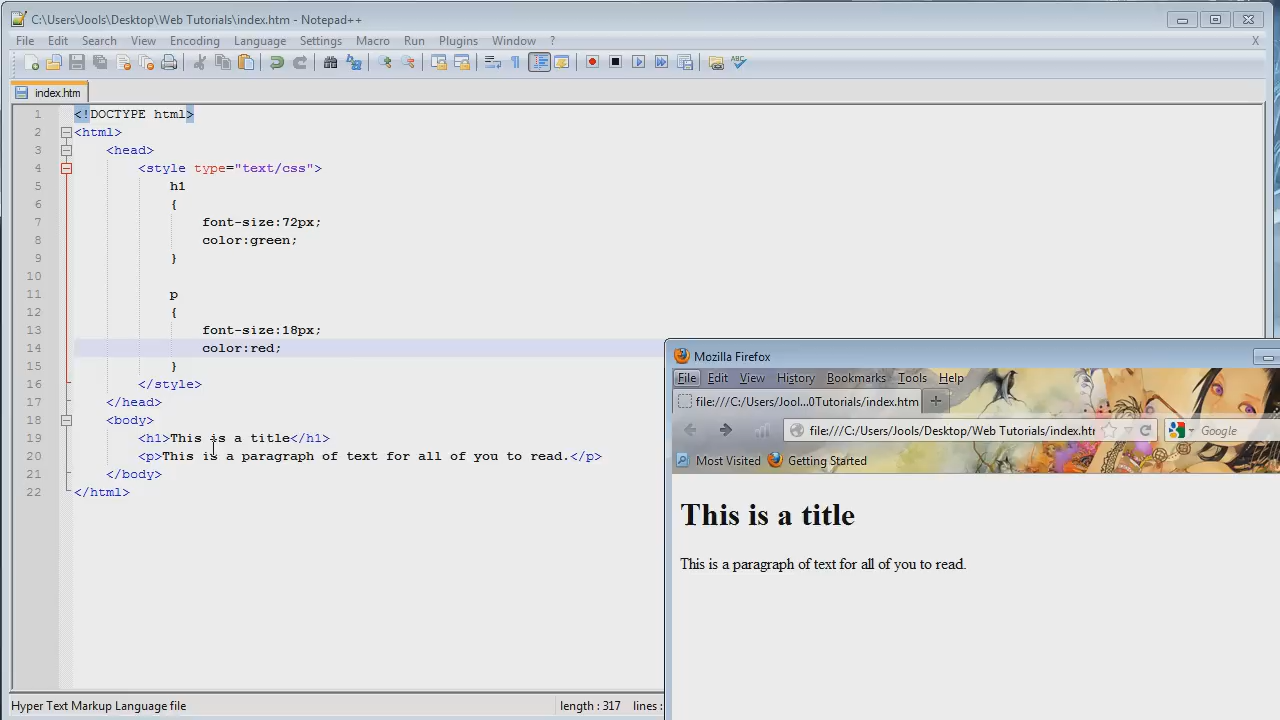 C:\Users\Jools\Desktop\Web Tutorials\index.htm - Notepad++
File Edit Search View Encoding Language Settings Macro Run Plugins Window ? X
index.htm
1 <!DOCTYPE html>
2 <html>
3 <head>
4 <style type="text/css">
5 h1
6 {
7 font-size:72px;
8 color:green;
9 }
10
11 p
12 {
13 font-size:18px;
14 color:red;
15 }
16 </style>
17 </head>
18 <body>
19 <h1>This is a title</h1>
20 <p>This is a paragraph of text for all of you to read.</p>
21 </body>
22 </html>
Hyper Text Markup Language file length : 317 lines :
Mozilla Firefox
File Edit View History Bookmarks Tools Help
file:///C:/Users/Jool...0Tutorials/index.htm
file:///C:/Users/Jools/Desktop/Web Tutorials/index.htm Google
Most Visited Getting Started
This is a title
This is a paragraph of text for all of you to read.